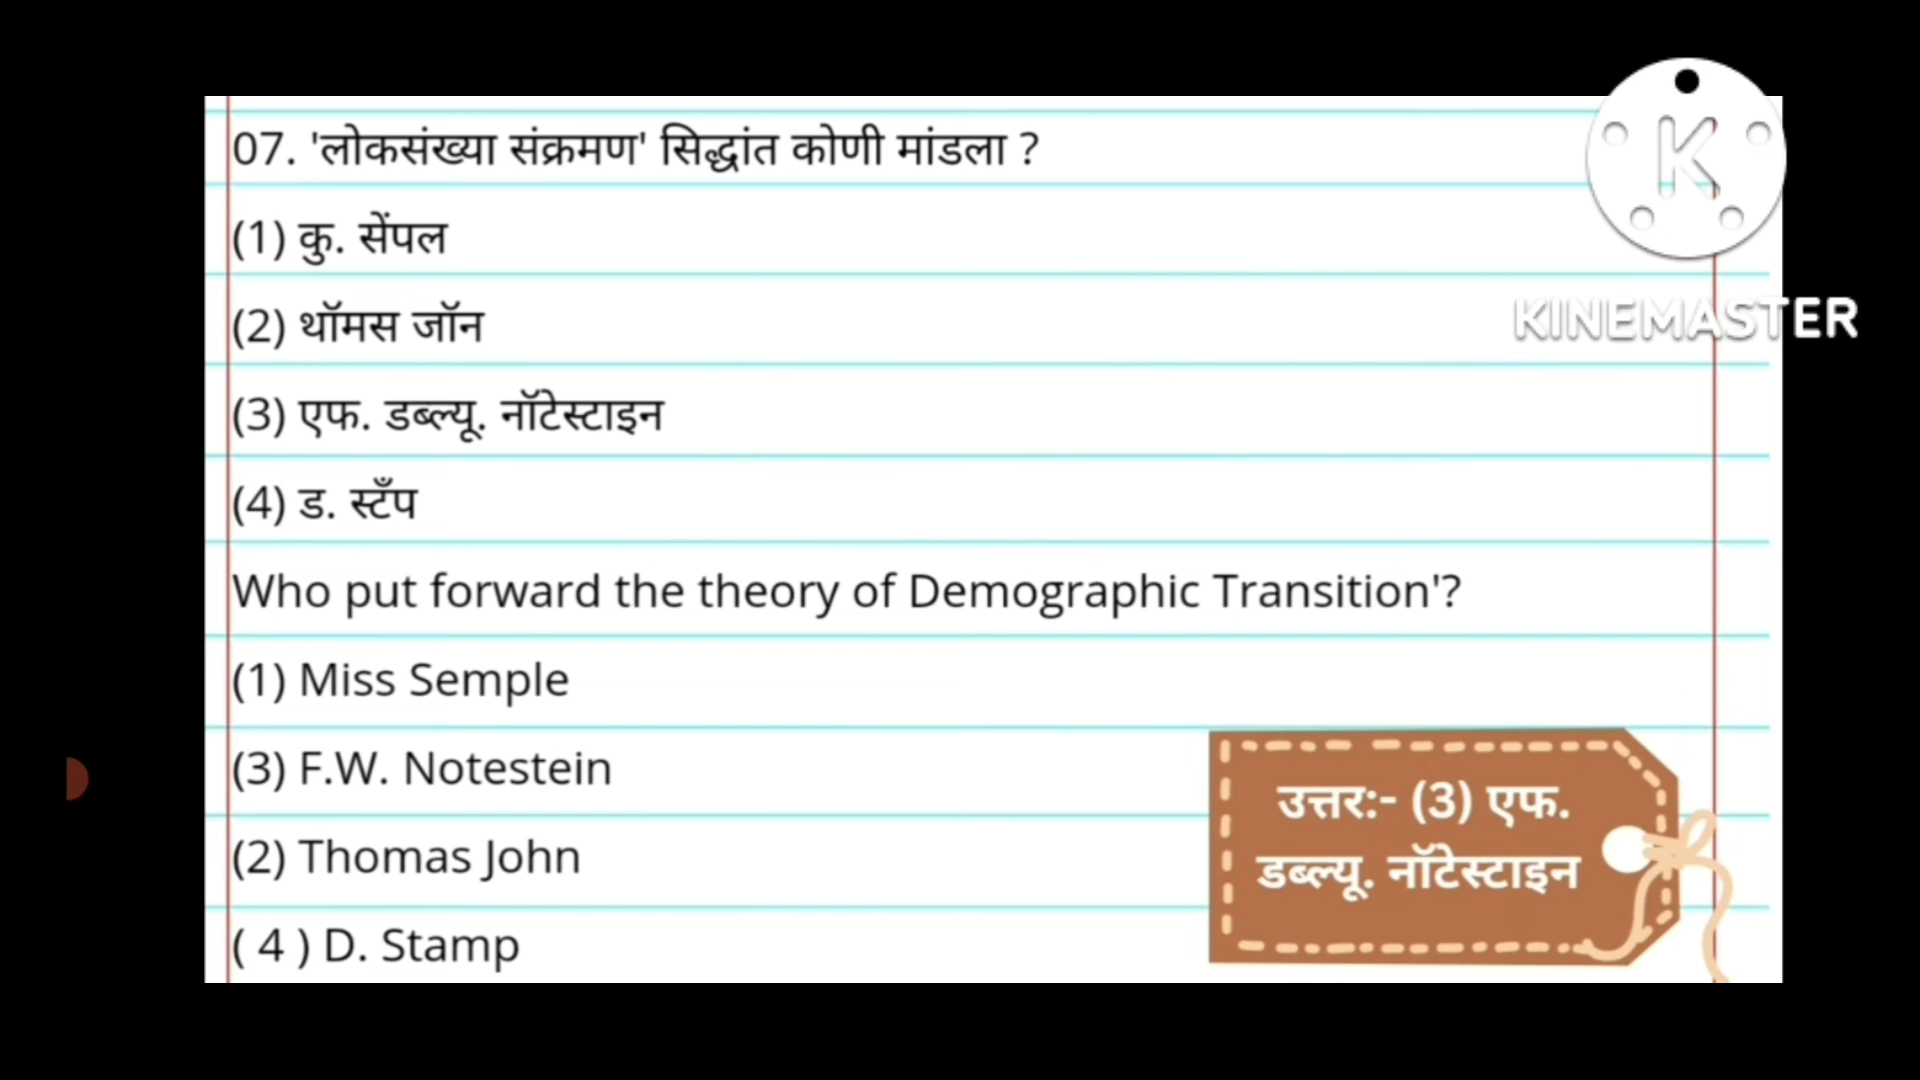 07. 'लोकसंख्या संक्रमण' सिद्धांत कोणी मांडला ?
(1) कु. सेंपल
(2) थॉमस जॉन
(3) एफ. डब्ल्यू. नॉटेस्टाइन
(4) ड. स्टँप
Who put forward the theory of Demographic Transition'?
(1) Miss Semple
(3) F.W. Notestein
(2) Thomas John
( 4 ) D. Stamp
उत्तर:- (3) एफ.
डब्ल्यू. नॉटेस्टाइन
K
KINEMASTER